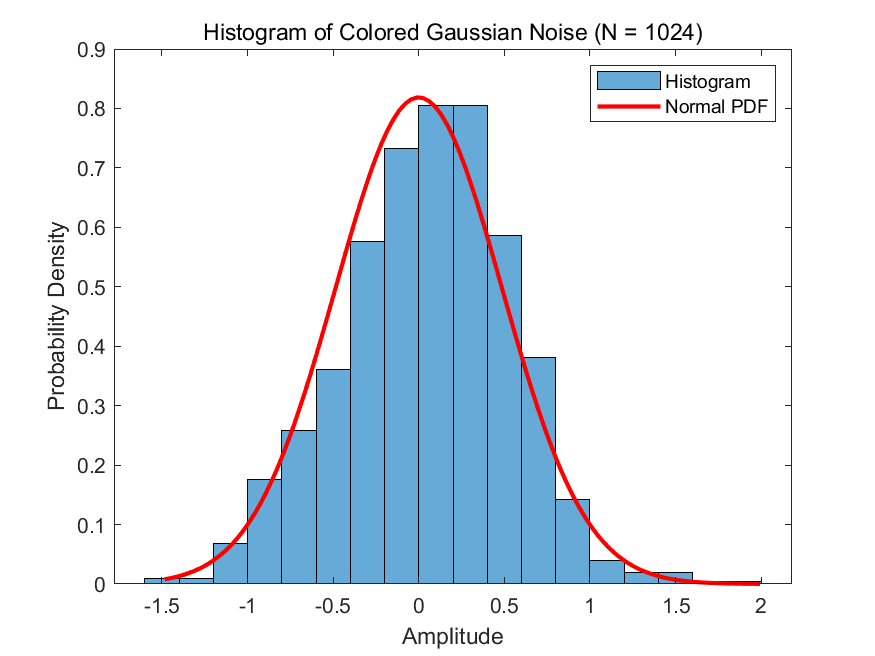 Histogram of Colored Gaussian Noise (N = 1024)
Histogram
Normal PDF
Probability Density
0.9
0.8
0.7
0.6
0.5
0.4
0.3
0.2
0.1
0
-1.5 -1 -0.5 0 0.5 1 1.5 2
Amplitude